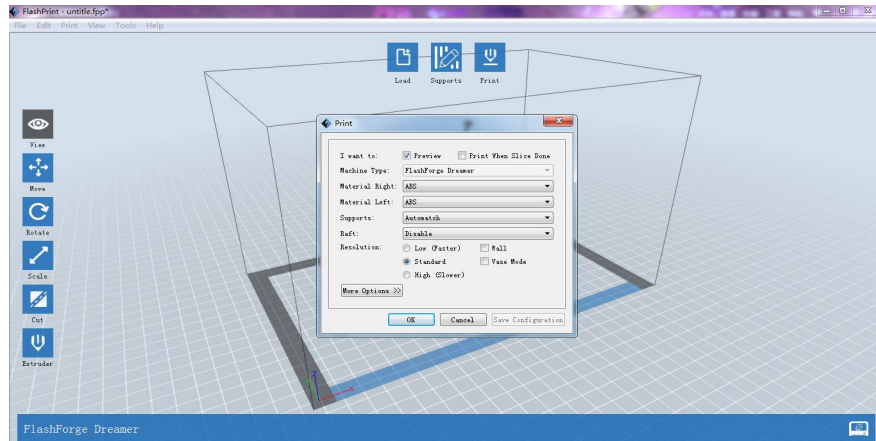 FlashPrint - untitle.fpp*
File Edit Print View Tools Help
Load Supports Print
View
Move
Rotate
Scale
Cut
Extruder
Print
I want to: Preview Print When Slice Done
Machine Type: FlashForge Dreamer
Material Right: ABS
Material Left: ABS
Supports: Automatch
Raft: Disable
Resolution: Low (Faster) Wall
Standard Vase Mode
High (Slower)
More Options >>
OK Cancel Save Configuration
Z
X
FlashForge Dreamer